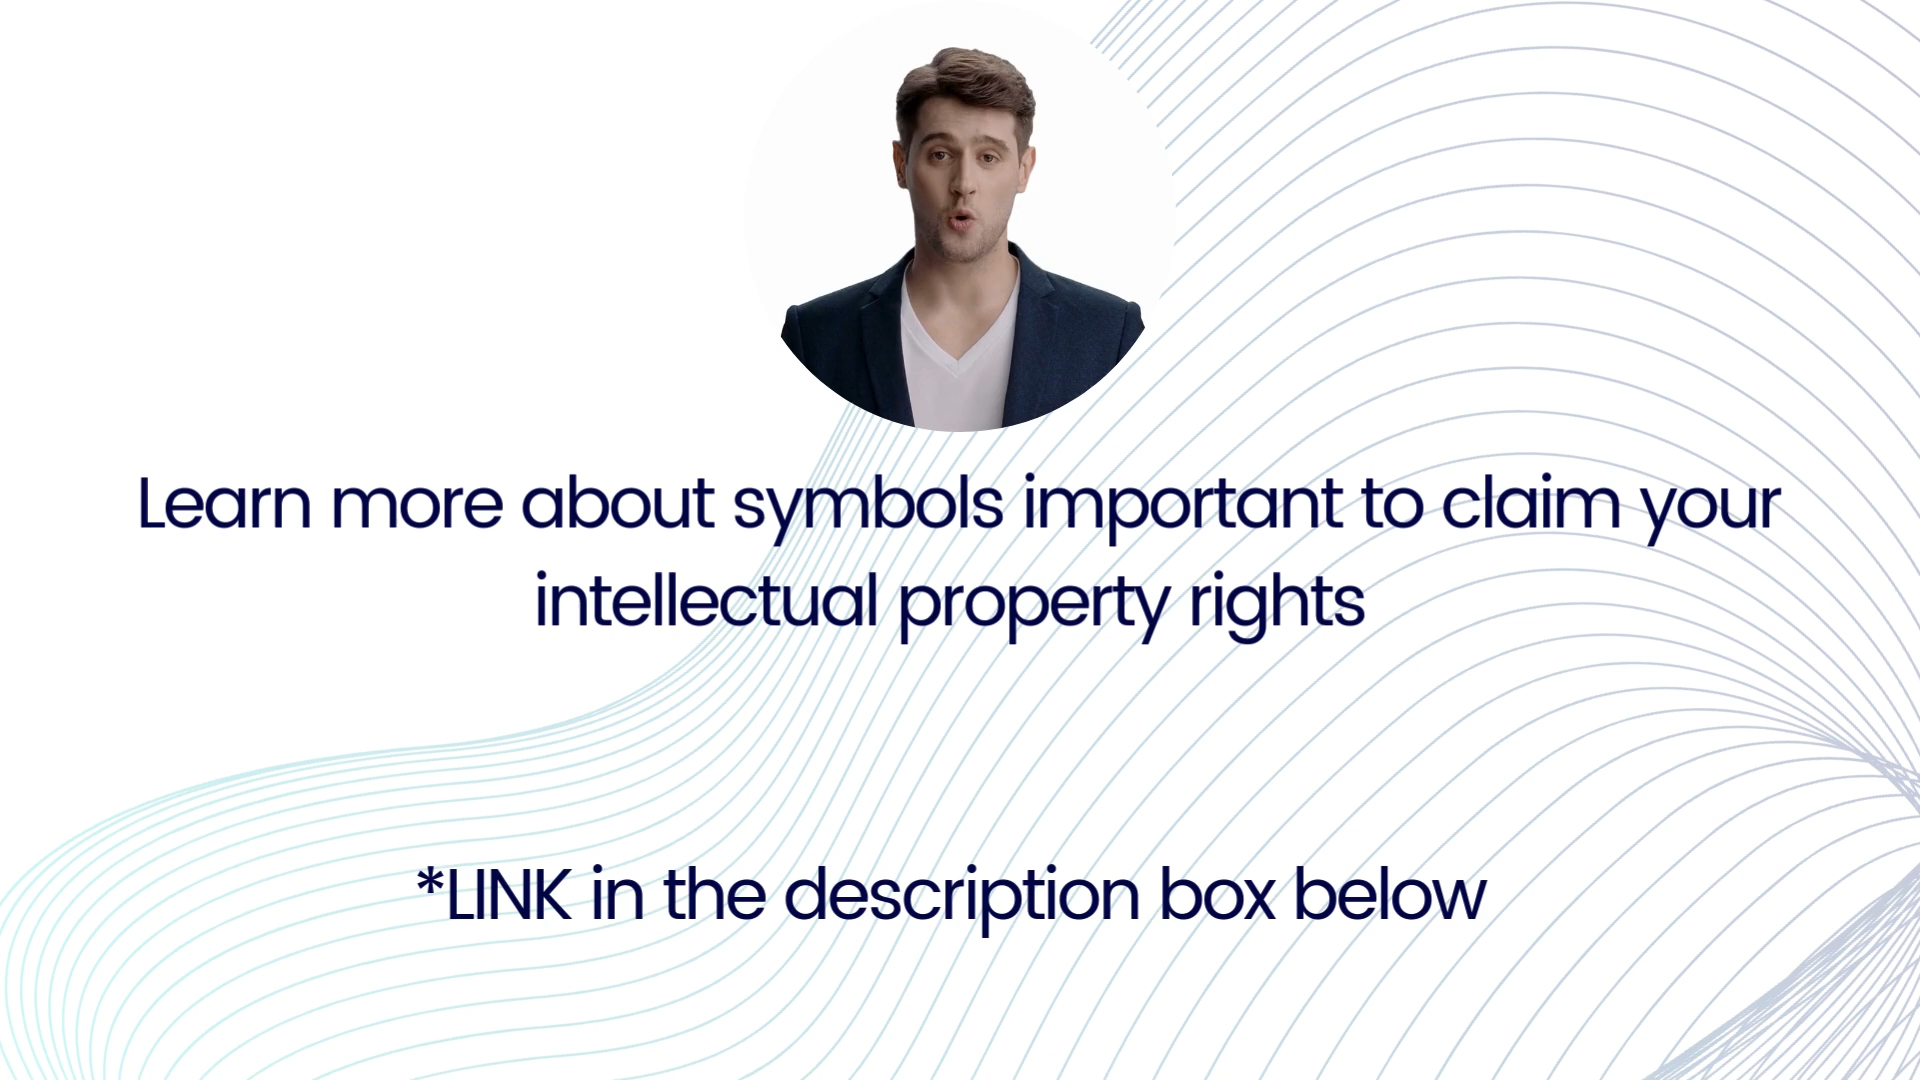 Learn more about symbols important to claim your
intellectual property rights
*LINK in the description box below